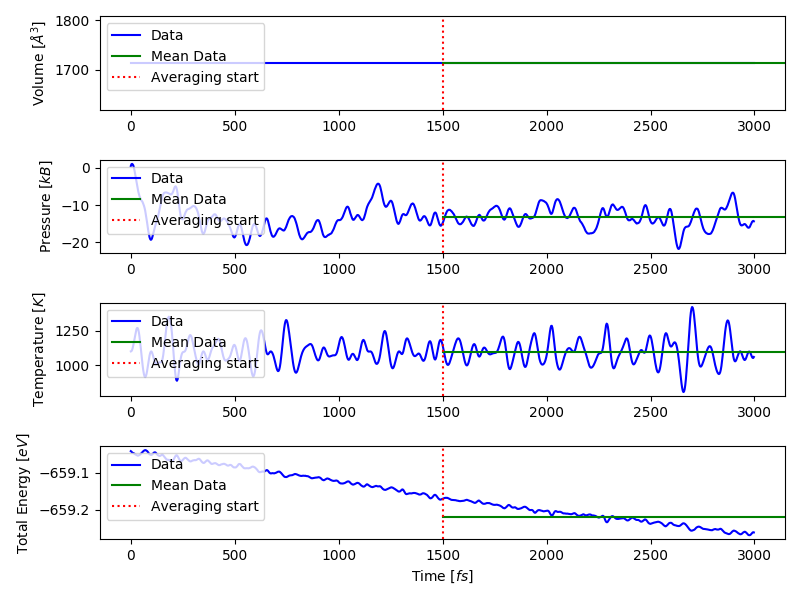 Volume [Å³]
1800
1700
Data
Mean Data
Averaging start
0 500 1000 1500 2000 2500 3000
Pressure [kB]
0
−10
−20
Data
Mean Data
Averaging start
0 500 1000 1500 2000 2500 3000
Temperature [K]
1250
1000
Data
Mean Data
Averaging start
0 500 1000 1500 2000 2500 3000
Total Energy [eV]
−659.1
−659.2
Data
Mean Data
Averaging start
0 500 1000 1500 2000 2500 3000
Time [fs]